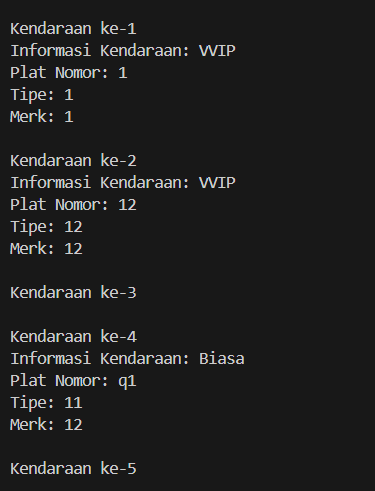 Kendaraan ke-1
Informasi Kendaraan: VVIP
Plat Nomor: 1
Tipe: 1
Merk: 1
Kendaraan ke-2
Informasi Kendaraan: VVIP
Plat Nomor: 12
Tipe: 12
Merk: 12
Kendaraan ke-3
Kendaraan ke-4
Informasi Kendaraan: Biasa
Plat Nomor: q1
Tipe: 11
Merk: 12
Kendaraan ke-5